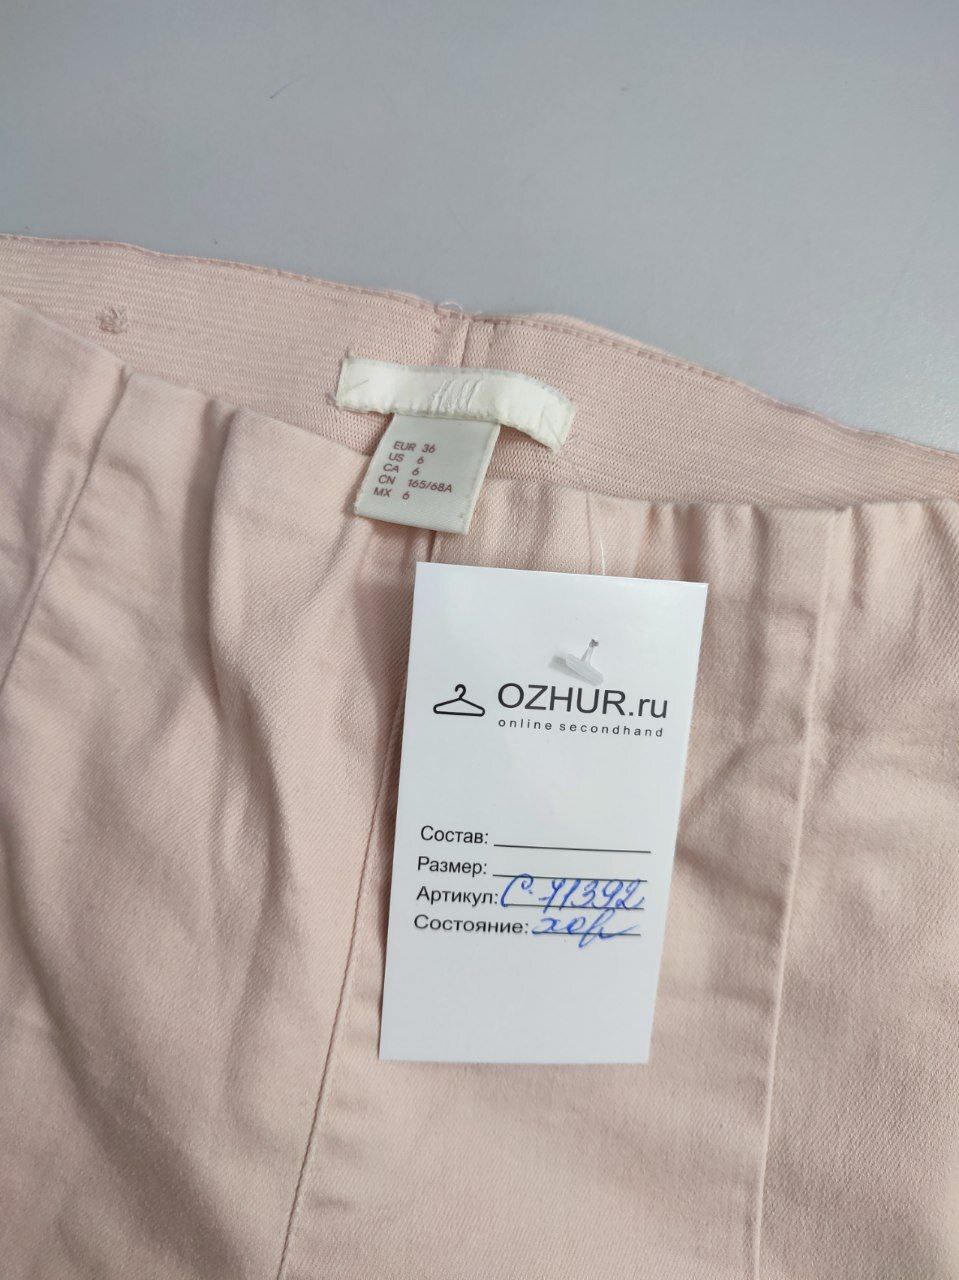 H&M
EUR 36
US 6
CA 6
CN 165/68A
MX 6
OZHUR.ru
online secondhand
Состав:
Размер:
Артикул: С-71392
Состояние: хор